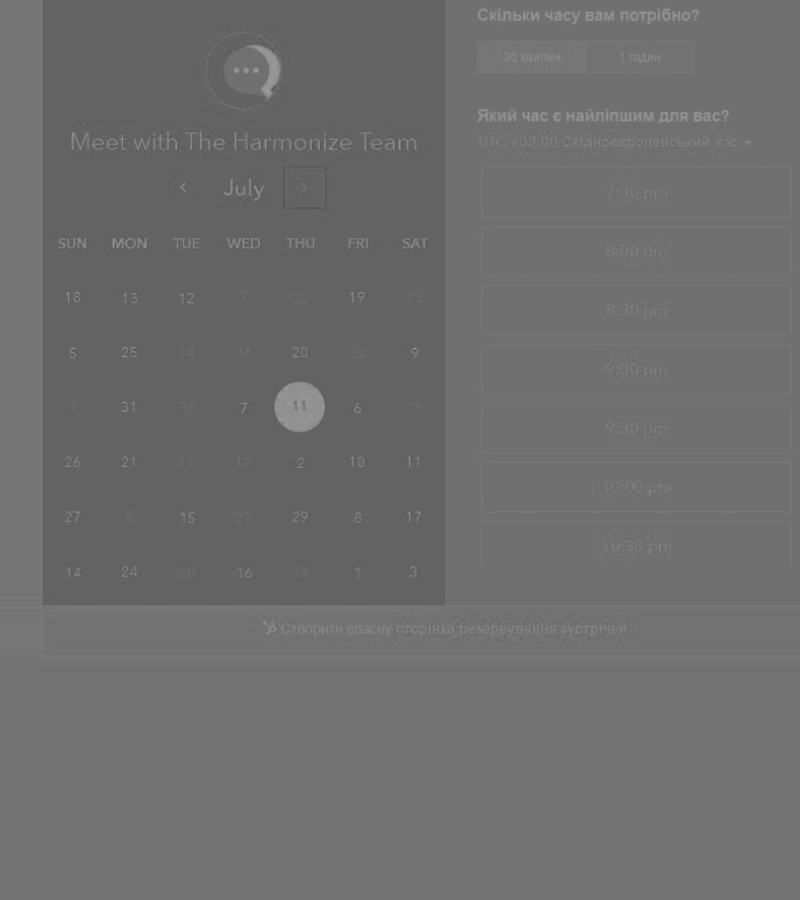 Meet with The Harmonize Team
July
SUN MON TUE WED THU FRI SAT
18 13 12 7 22 19 13
5 25 14 16 20 22 9
7 31 30 7 11 6 16
26 21 11 12 2 10 11
27 8 15 27 29 8 17
14 24 20 16 19 1 3
Скільки часу вам потрібно?
30 хвилин 1 годин
Який час є найліпшим для вас?
UTC +03:00 Східноєвропейський час
7:30 pm
8:00 pm
8:30 pm
9:00 pm
9:30 pm
10:00 pm
10:30 pm
Створити власну сторінка резервування зустрічей